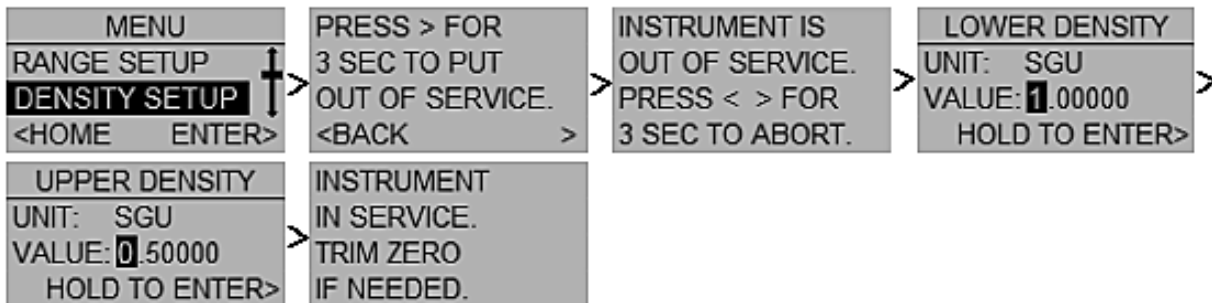 MENU
RANGE SETUP
DENSITY SETUP
<HOME ENTER>
>
PRESS > FOR
3 SEC TO PUT
OUT OF SERVICE.
<BACK >
>
INSTRUMENT IS
OUT OF SERVICE.
PRESS < > FOR
3 SEC TO ABORT.
>
LOWER DENSITY
UNIT: SGU
VALUE: 1.00000
HOLD TO ENTER>
>
UPPER DENSITY
UNIT: SGU
VALUE: 0.50000
HOLD TO ENTER>
>
INSTRUMENT
IN SERVICE.
TRIM ZERO
IF NEEDED.